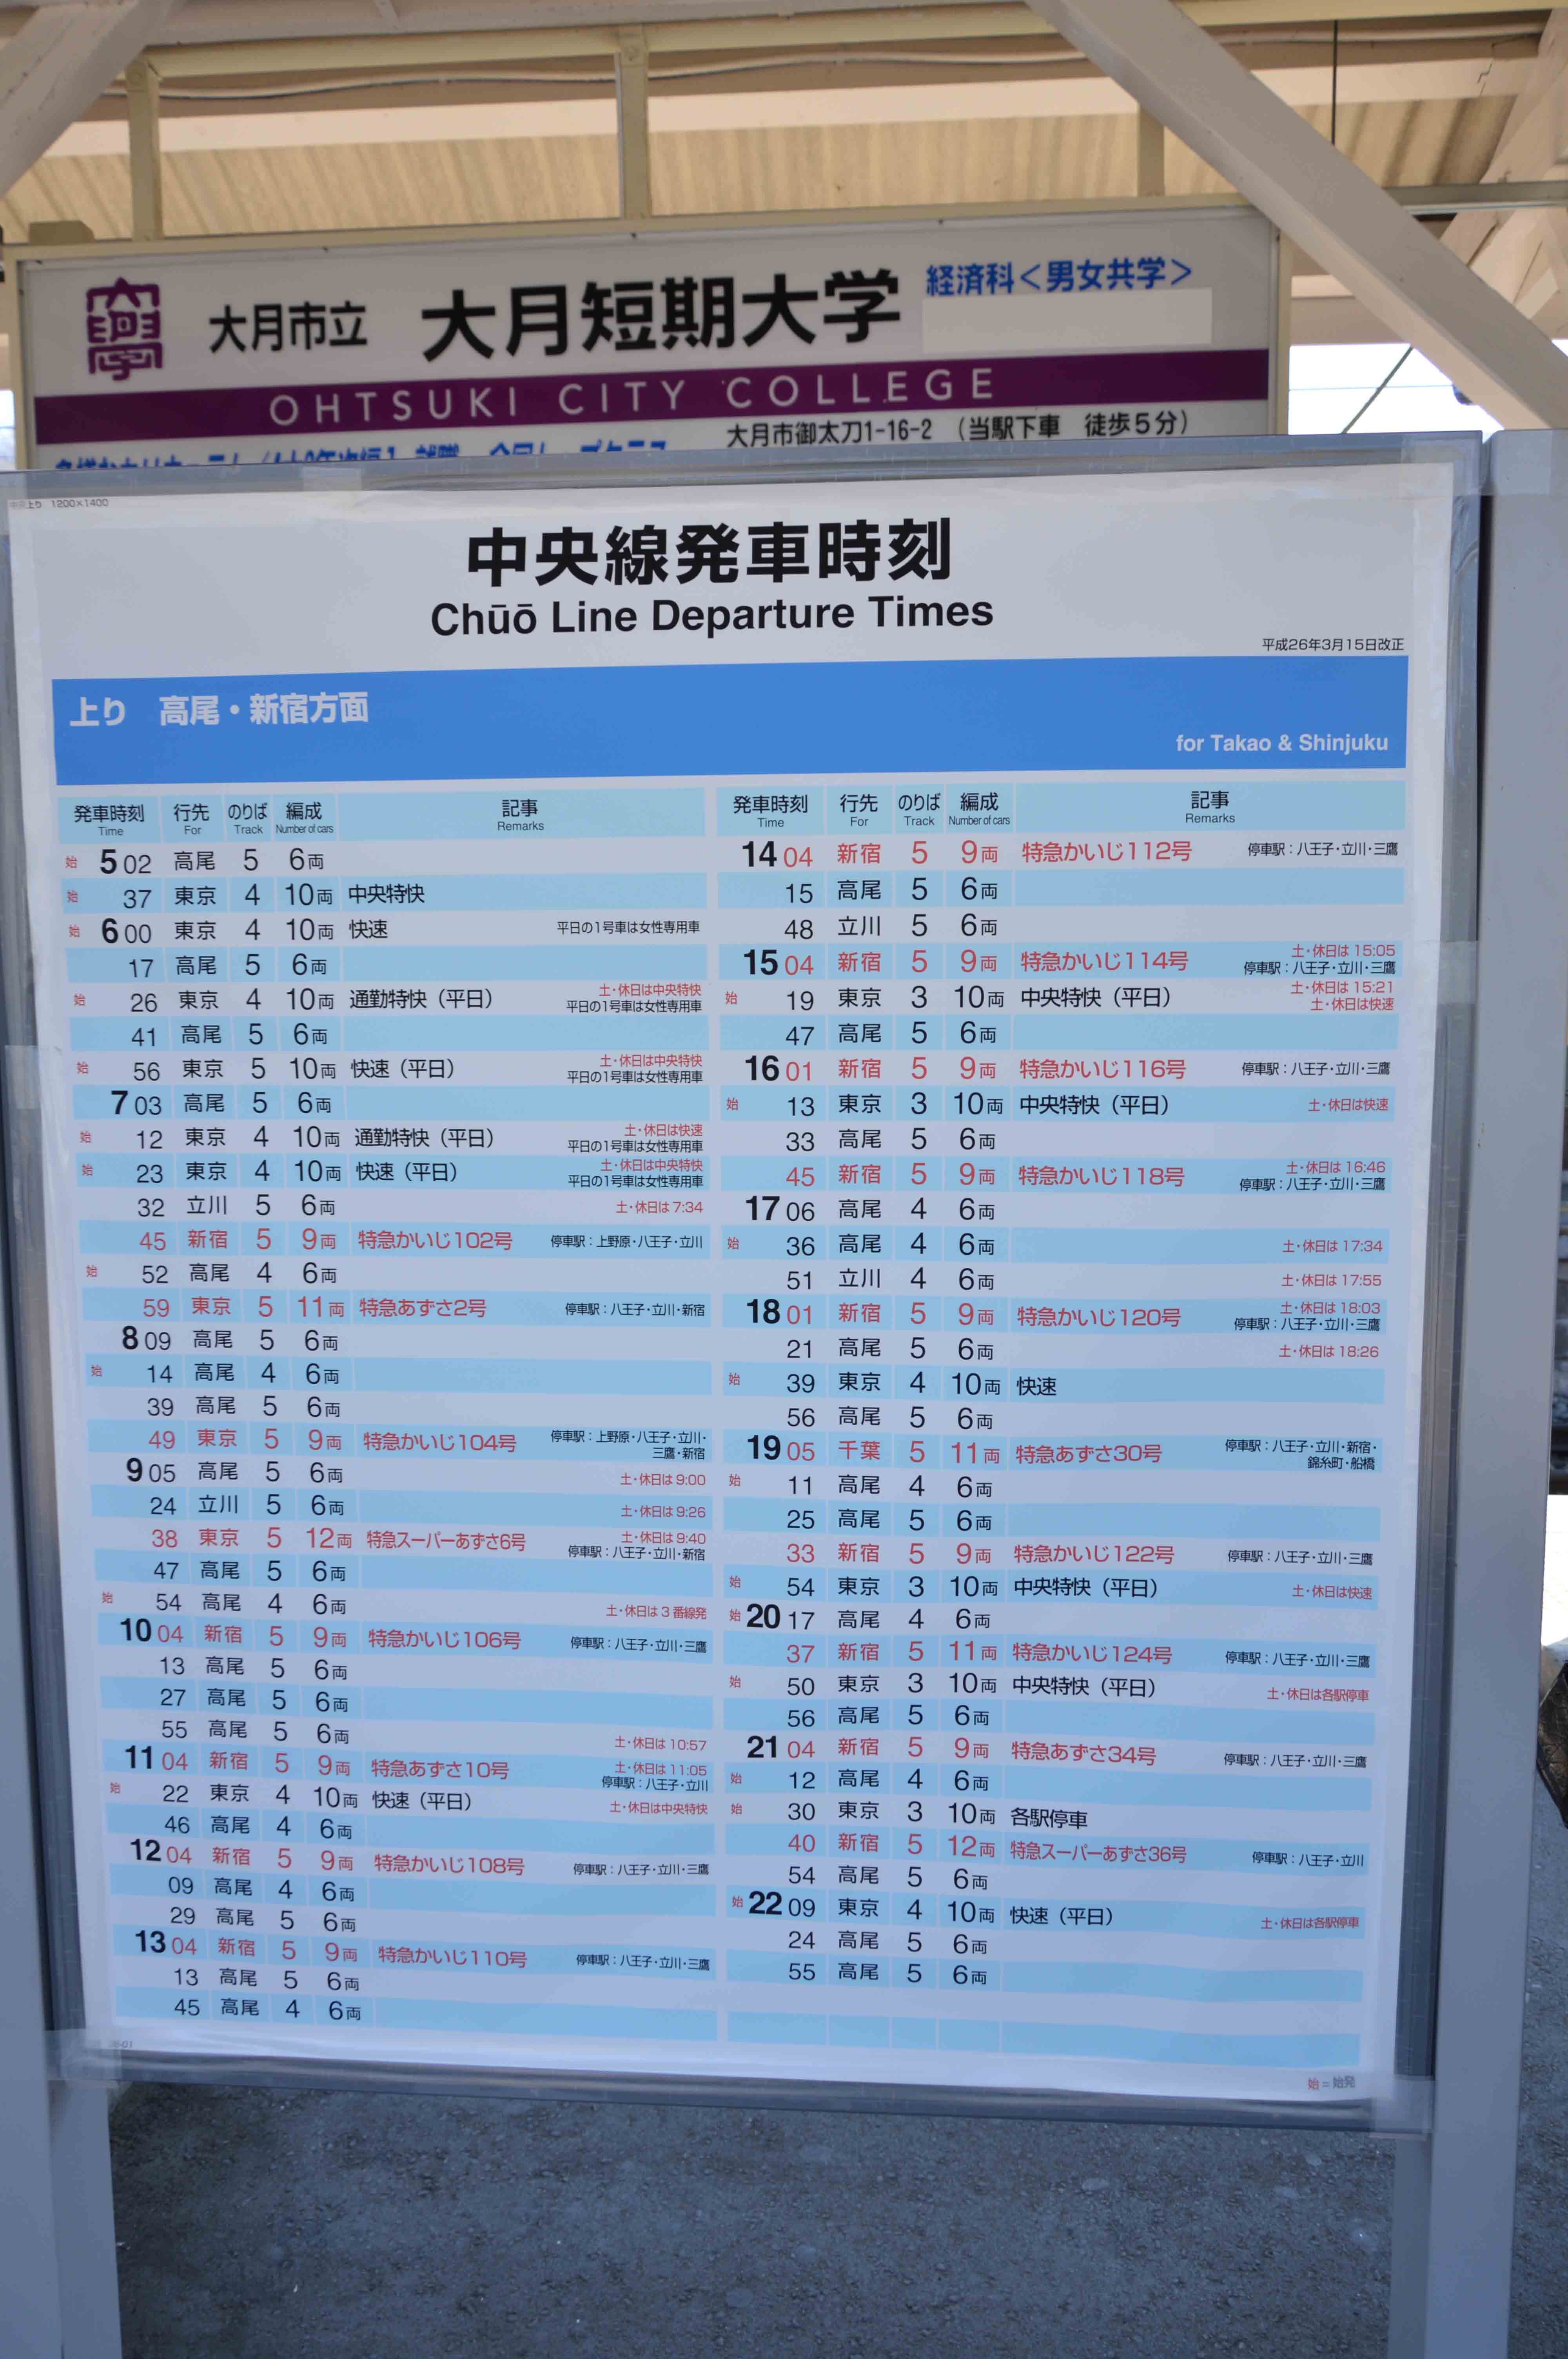 大月市立 大月短期大学 経済科<男女共学>
OHTSUKI CITY COLLEGE
大月市御太刀1-16-2 (当駅下車 徒歩5分)
上り 1200×1400
中央線発車時刻
Chūō Line Departure Times
平成26年3月15日改正
上り 高尾・新宿方面
for Takao & Shinjuku
発車時刻 行先 のりば 編成 記事
Time For Track Number of cars Remarks
始 5 02 高尾 5 6両
始 37 東京 4 10両 中央特快
始 6 00 東京 4 10両 快速 平日の1号車は女性専用車
17 高尾 5 6両
始 26 東京 4 10両 通勤特快(平日) 土・休日は中央特快
平日の1号車は女性専用車
41 高尾 5 6両
始 56 東京 5 10両 快速(平日) 土・休日は中央特快
平日の1号車は女性専用車
7 03 高尾 5 6両
始 12 東京 4 10両 通勤特快(平日) 土・休日は快速
平日の1号車は女性専用車
始 23 東京 4 10両 快速(平日) 土・休日は中央特快
平日の1号車は女性専用車
32 立川 5 6両 土・休日は 7:34
45 新宿 5 9両 特急かいじ102号 停車駅:上野原・八王子・立川
始 52 高尾 4 6両
59 東京 5 11両 特急あずさ2号 停車駅:八王子・立川・新宿
8 09 高尾 5 6両
始 14 高尾 4 6両
39 高尾 5 6両
49 東京 5 9両 特急かいじ104号 停車駅:上野原・八王子・立川・
三鷹・新宿
9 05 高尾 5 6両 土・休日は 9:00
24 立川 5 6両 土・休日は 9:26
38 東京 5 12両 特急スーパーあずさ6号 土・休日は 9:40
停車駅:八王子・立川・新宿
47 高尾 5 6両
始 54 高尾 4 6両 土・休日は 3 番線発
10 04 新宿 5 9両 特急かいじ106号 停車駅:八王子・立川・三鷹
13 高尾 5 6両
27 高尾 5 6両
55 高尾 5 6両 土・休日は 10:57
11 04 新宿 5 9両 特急あずさ10号 土・休日は 11:05
停車駅:八王子・立川
始 22 東京 4 10両 快速(平日) 土・休日は中央特快
46 高尾 4 6両
12 04 新宿 5 9両 特急かいじ108号 停車駅:八王子・立川・三鷹
09 高尾 4 6両
29 高尾 5 6両
13 04 新宿 5 9両 特急かいじ110号 停車駅:八王子・立川・三鷹
13 高尾 5 6両
45 高尾 4 6両
発車時刻 行先 のりば 編成 記事
Time For Track Number of cars Remarks
14 04 新宿 5 9両 特急かいじ112号 停車駅:八王子・立川・三鷹
15 高尾 5 6両
48 立川 5 6両
15 04 新宿 5 9両 特急かいじ114号 土・休日は 15:05
停車駅:八王子・立川・三鷹
始 19 東京 3 10両 中央特快(平日) 土・休日は 15:21
土・休日は快速
47 高尾 5 6両
16 01 新宿 5 9両 特急かいじ116号 停車駅:八王子・立川・三鷹
始 13 東京 3 10両 中央特快(平日) 土・休日は快速
33 高尾 5 6両
45 新宿 5 9両 特急かいじ118号 土・休日は 16:46
停車駅:八王子・立川・三鷹
17 06 高尾 4 6両
始 36 高尾 4 6両 土・休日は 17:34
51 立川 4 6両 土・休日は 17:55
18 01 新宿 5 9両 特急かいじ120号 土・休日は 18:03
停車駅:八王子・立川・三鷹
21 高尾 5 6両 土・休日は 18:26
始 39 東京 4 10両 快速
56 高尾 5 6両
19 05 千葉 5 11両 特急あずさ30号 停車駅:八王子・立川・新宿・
錦糸町・船橋
始 11 高尾 4 6両
25 高尾 5 6両
33 新宿 5 9両 特急かいじ122号 停車駅:八王子・立川・三鷹
始 54 東京 3 10両 中央特快(平日) 土・休日は快速
始 20 17 高尾 4 6両
37 新宿 5 11両 特急かいじ124号 停車駅:八王子・立川・三鷹
始 50 東京 3 10両 中央特快(平日) 土・休日は各駅停車
56 高尾 5 6両
21 04 新宿 5 9両 特急あずさ34号 停車駅:八王子・立川・三鷹
始 12 高尾 4 6両
始 30 東京 3 10両 各駅停車
40 新宿 5 12両 特急スーパーあずさ36号 停車駅:八王子・立川
54 高尾 5 6両
始 22 09 東京 4 10両 快速(平日) 土・休日は各駅停車
24 高尾 5 6両
55 高尾 5 6両
始=始発